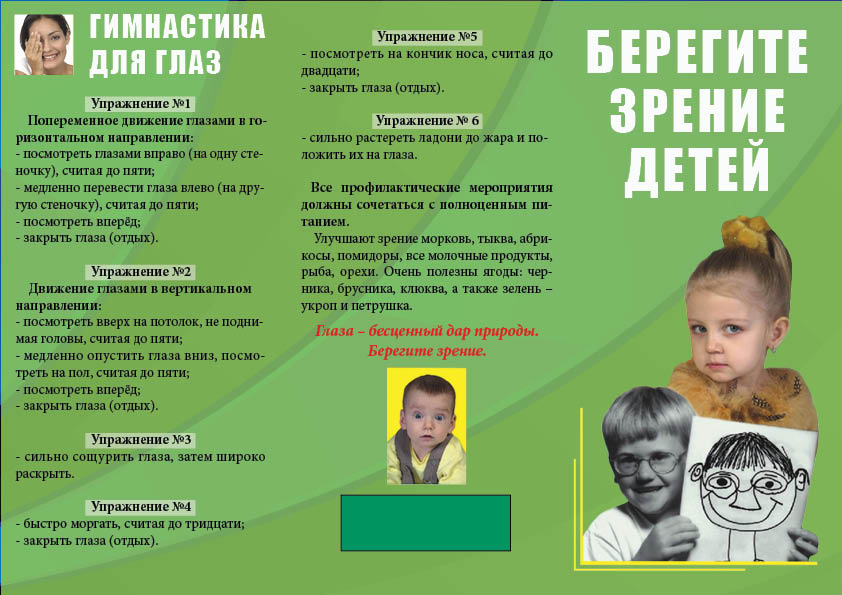 ГИМНАСТИКА
ДЛЯ ГЛАЗ
Упражнение №1
Попеременное движение глазами в го-
ризонтальном направлении:
- посмотреть глазами вправо (на одну сте-
ночку), считая до пяти;
- медленно перевести глаза влево (на дру-
гую стеночку), считая до пяти;
- посмотреть вперёд;
- закрыть глаза (отдых).
Упражнение №2
Движение глазами в вертикальном
направлении:
- посмотреть вверх на потолок, не подни-
мая головы, считая до пяти;
- медленно опустить глаза вниз, посмо-
треть на пол, считая до пяти;
- посмотреть вперёд;
- закрыть глаза (отдых).
Упражнение №3
- сильно сощурить глаза, затем широко
раскрыть.
Упражнение №4
- быстро моргать, считая до тридцати;
- закрыть глаза (отдых).
Упражнение №5
- посмотреть на кончик носа, считая до
двадцати;
- закрыть глаза (отдых).
Упражнение № 6
- сильно растереть ладони до жара и по-
ложить их на глаза.
Все профилактические мероприятия
должны сочетаться с полноценным пи-
танием.
Улучшают зрение морковь, тыква, абри-
косы, помидоры, все молочные продукты,
рыба, орехи. Очень полезны ягоды: чер-
ника, брусника, клюква, а также зелень –
укроп и петрушка.
Глаза – бесценный дар природы.
Берегите зрение.
БЕРЕГИТЕ
ЗРЕНИЕ
ДЕТЕЙ